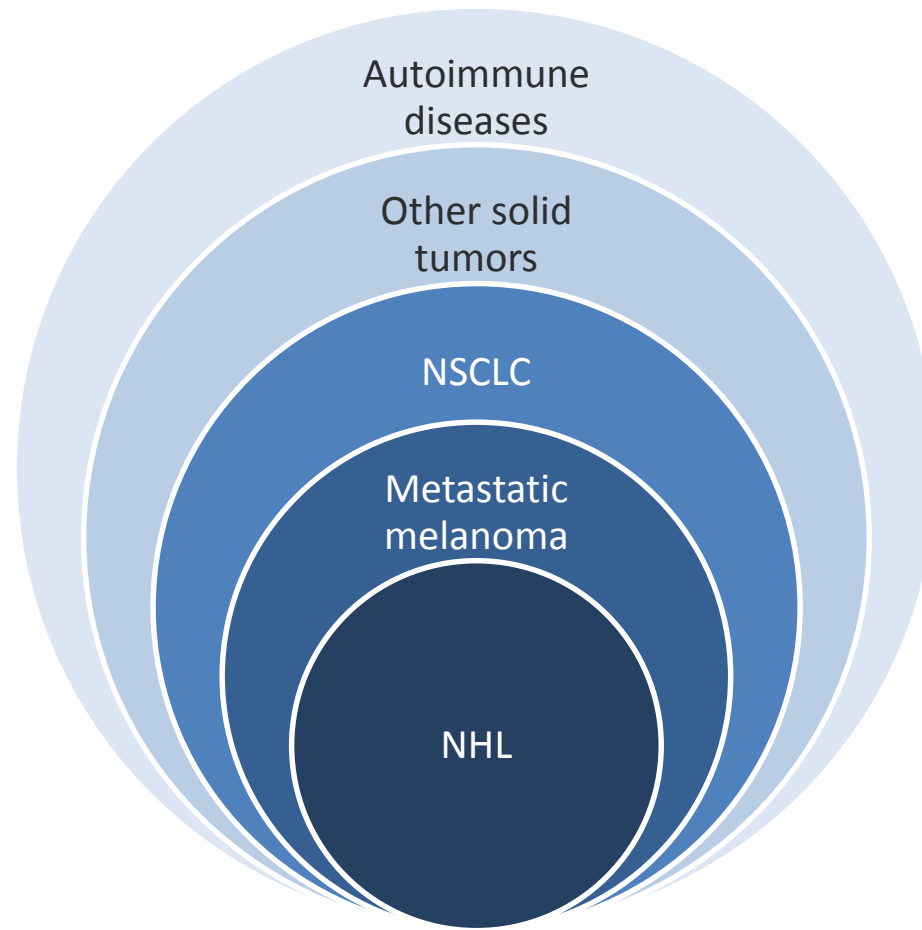 Autoimmune
diseases
Other solid
tumors
NSCLC
Metastatic
melanoma
NHL